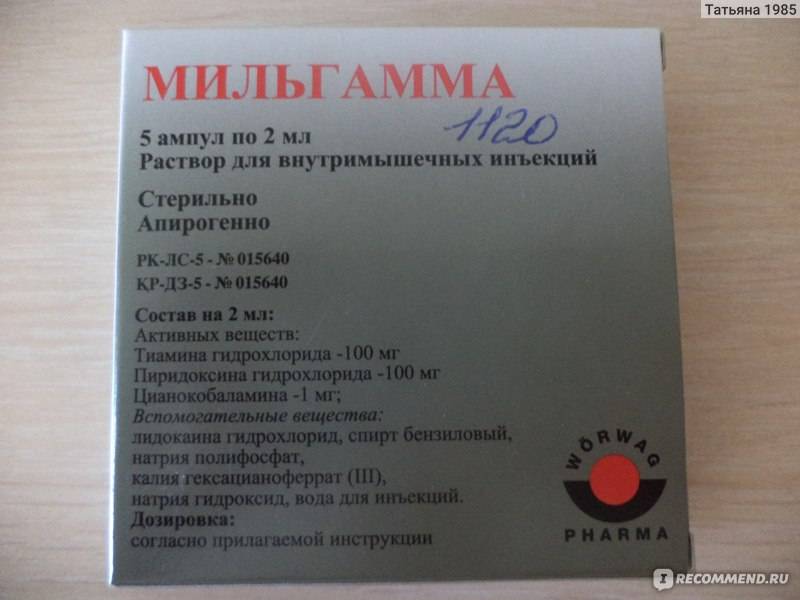 Татьяна 1985
МИЛЬГАММА
1120
5 ампул по 2 мл
Раствор для внутримышечных инъекций
Стерильно
Апирогенно
РК-ЛС-5 - № 015640
ҚР-ДЗ-5 - № 015640
Состав на 2 мл:
Активных веществ:
Тиамина гидрохлорида -100 мг
Пиридоксина гидрохлорида -100 мг
Цианокобаламина -1 мг;
Вспомогательные вещества:
лидокаина гидрохлорид, спирт бензиловый,
натрия полифосфат,
калия гексацианоферрат (III),
натрия гидроксид, вода для инъекций.
Дозировка:
согласно прилагаемой инструкции
WÖRWAG
PHARMA
RECOMMEND.RU